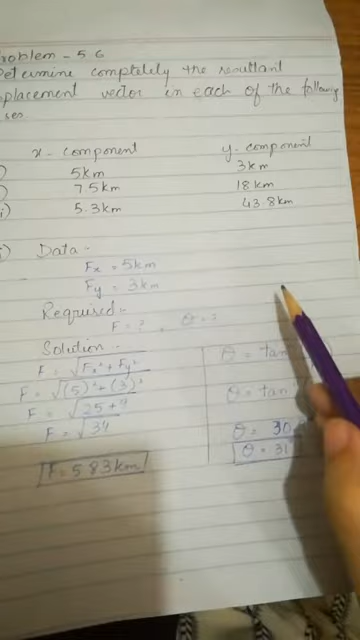 - 5.6
Determine completely the resultant
displacement vector in each of the following
x - component y - component
5km 3km
7.5km 18km
5.3km 43.8km
Data -
Fx = 5km
Fy = 3km
Required:-
F = ? , θ = ?
Solution -
F = √Fx² + Fy² θ = tan
F = √(5)² + (3)² θ = tan
F = √25 + 9
F = √34 θ = 30
F = 5.83km θ = 31°